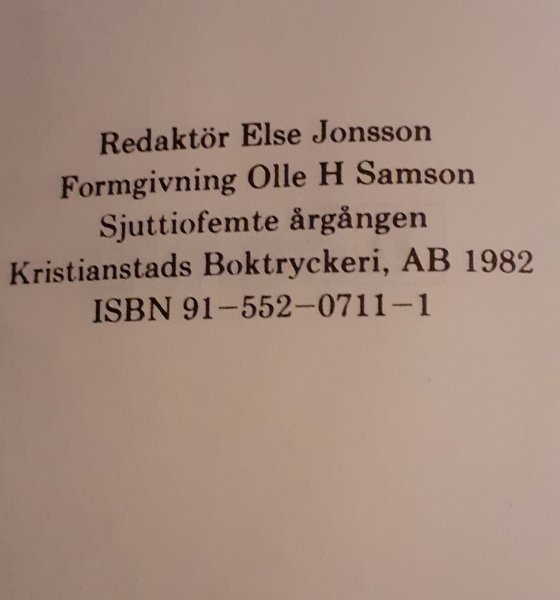 Redaktör Else Jonsson
Formgivning Olle H Samson
Sjuttiofemte årgången
Kristianstads Boktryckeri, AB 1982
ISBN 91–552–0711–1